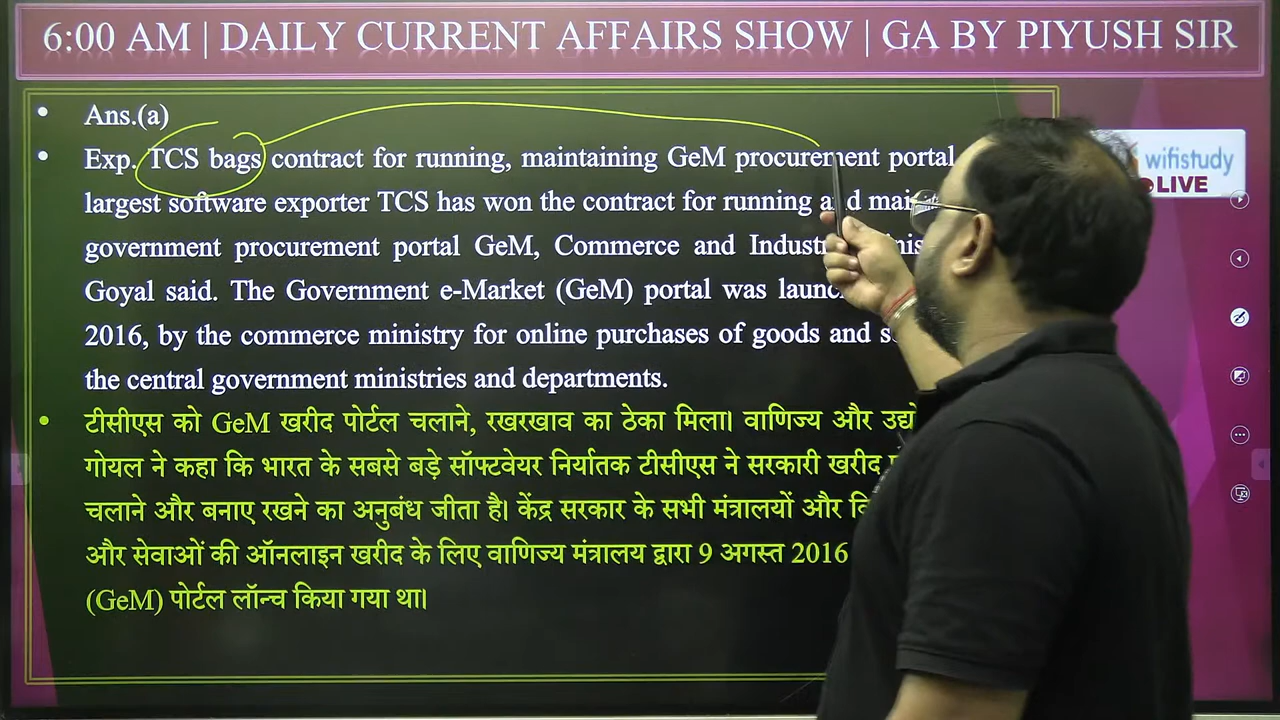 6:00 AM | DAILY CURRENT AFFAIRS SHOW | GA BY PIYUSH SIR
Ans.(a)
Exp. TCS bags contract for running, maintaining GeM procurement portal
largest software exporter TCS has won the contract for running and
government procurement portal GeM, Commerce and
Goyal said. The Government e-Market (GeM) portal was
2016, by the commerce ministry for online purchases of goods and
the central government ministries and departments.
टीसीएस को GeM खरीद पोर्टल चलाने, रखरखाव का ठेका मिला। वाणिज्य और
गोयल ने कहा कि भारत के सबसे बड़े सॉफ्टवेयर निर्यातक टीसीएस ने सरकारी खरीद
चलाने और बनाए रखने का अनुबंध जीता है। केंद्र सरकार के सभी मंत्रालयों और
और सेवाओं की ऑनलाइन खरीद के लिए वाणिज्य मंत्रालय द्वारा 9 अगस्त 2016
(GeM) पोर्टल लॉन्च किया गया था।
wifistudy
LIVE